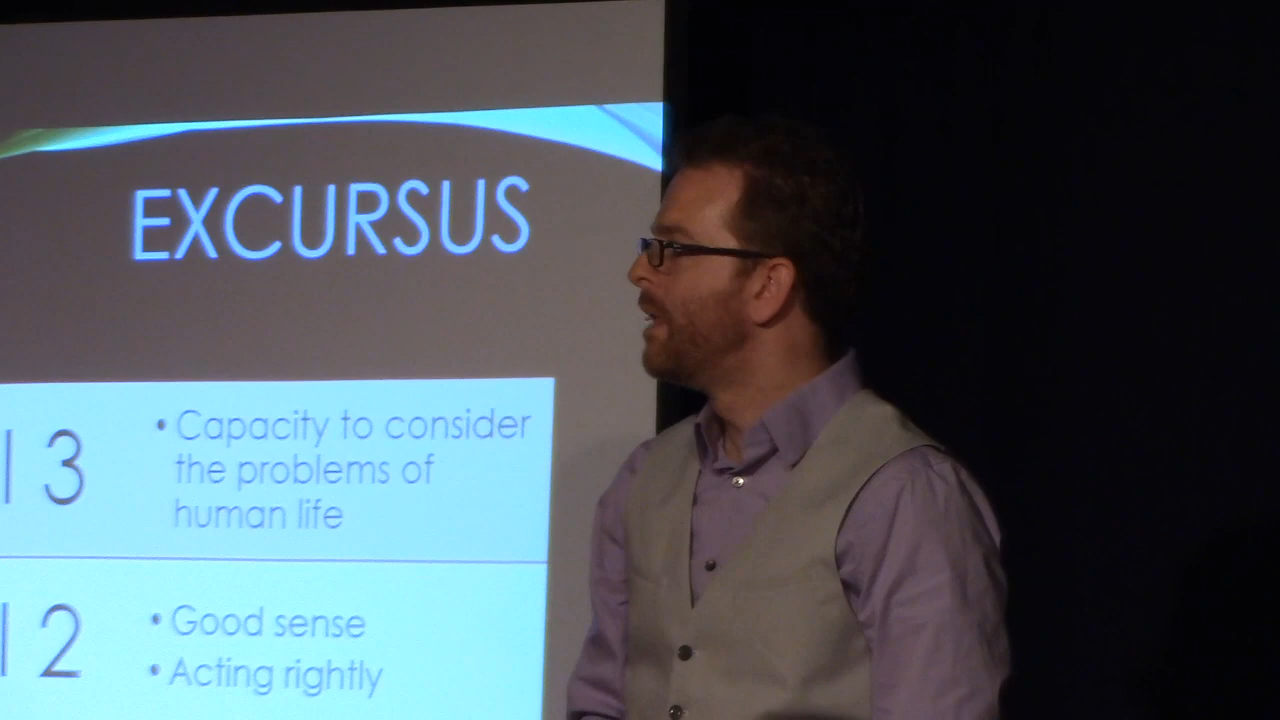 EXCURSUS
3
• Capacity to consider
the problems of
human life
2
• Good sense
• Acting rightly